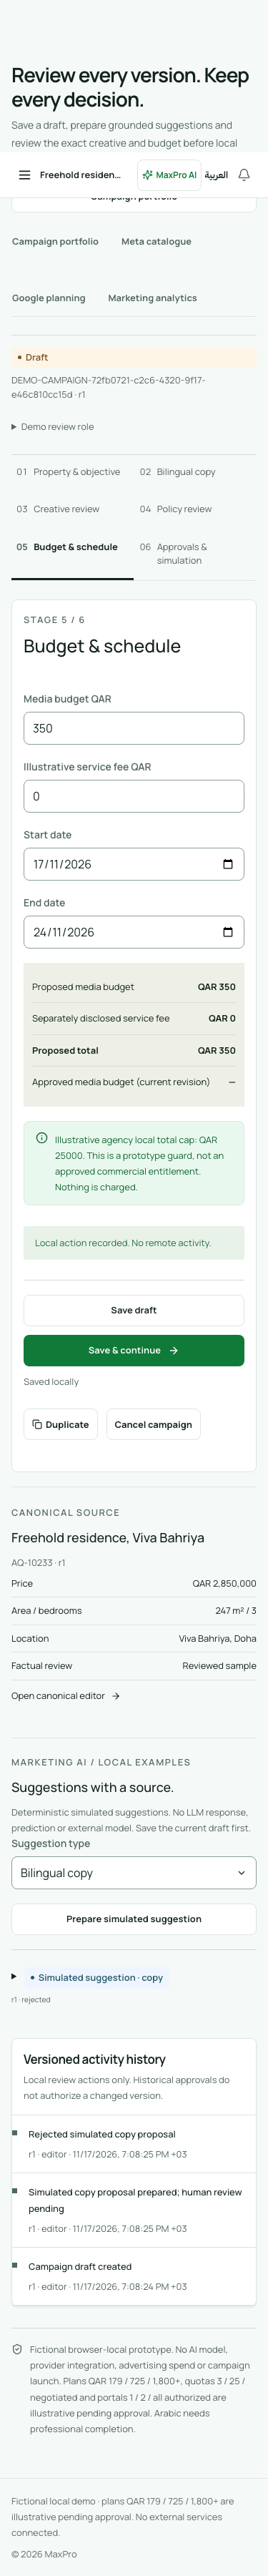 Review every version. Keep
every decision.
Save a draft, prepare grounded suggestions and
review the exact creative and budget before local
Freehold residen...
MaxPro AI
العربية
Campaign portfolio
Meta catalogue
Google planning
Marketing analytics
Draft
DEMO-CAMPAIGN-72fb0721-c2c6-4320-9f17-
e46c810cc15d · r1
Demo review role
01 Property & objective
02 Bilingual copy
03 Creative review
04 Policy review
05 Budget & schedule
06 Approvals &
simulation
STAGE 5 / 6
Budget & schedule
Media budget QAR
350
Illustrative service fee QAR
0
Start date
17/11/2026
End date
24/11/2026
Proposed media budget QAR 350
Separately disclosed service fee QAR 0
Proposed total QAR 350
Approved media budget (current revision) —
Illustrative agency local total cap: QAR
25000. This is a prototype guard, not an
approved commercial entitlement.
Nothing is charged.
Local action recorded. No remote activity.
Save draft
Save & continue
Saved locally
Duplicate
Cancel campaign
CANONICAL SOURCE
Freehold residence, Viva Bahriya
AQ-10233 · r1
Price QAR 2,850,000
Area / bedrooms 247 m² / 3
Location Viva Bahriya, Doha
Factual review Reviewed sample
Open canonical editor
MARKETING AI / LOCAL EXAMPLES
Suggestions with a source.
Deterministic simulated suggestions. No LLM response,
prediction or external model. Save the current draft first.
Suggestion type
Bilingual copy
Prepare simulated suggestion
Simulated suggestion · copy
r1 · rejected
Versioned activity history
Local review actions only. Historical approvals do
not authorize a changed version.
Rejected simulated copy proposal
r1 · editor · 11/17/2026, 7:08:25 PM +03
Simulated copy proposal prepared; human review
pending
r1 · editor · 11/17/2026, 7:08:25 PM +03
Campaign draft created
r1 · editor · 11/17/2026, 7:08:24 PM +03
Fictional browser-local prototype. No AI model,
provider integration, advertising spend or campaign
launch. Plans QAR 179 / 725 / 1,800+, quotas 3 / 25 /
negotiated and portals 1 / 2 / all authorized are
illustrative pending approval. Arabic needs
professional completion.
Fictional local demo · plans QAR 179 / 725 / 1,800+ are
illustrative pending approval. No external services
connected.
© 2026 MaxPro